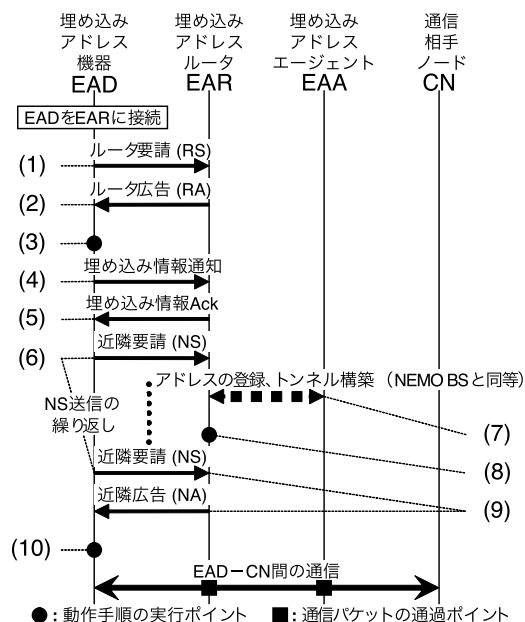 埋め込み
アドレス
機器
EAD
埋め込み
アドレス
ルータ
EAR
埋め込み
アドレス
エージェント
EAA
通信
相手
ノード
CN
EADをEARに接続
(1)
ルータ要請 (RS)
(2)
ルータ広告 (RA)
(3)
(4)
埋め込み情報通知
(5)
埋め込み情報Ack
(6)
近隣要請 (NS)
アドレスの登録、トンネル構築 (NEMO BSと同等)
NS送信の
繰り返し
(7)
(8)
近隣要請 (NS)
(9)
近隣広告 (NA)
(10)
EAD－CN間の通信
●：動作手順の実行ポイント ■：通信パケットの通過ポイント